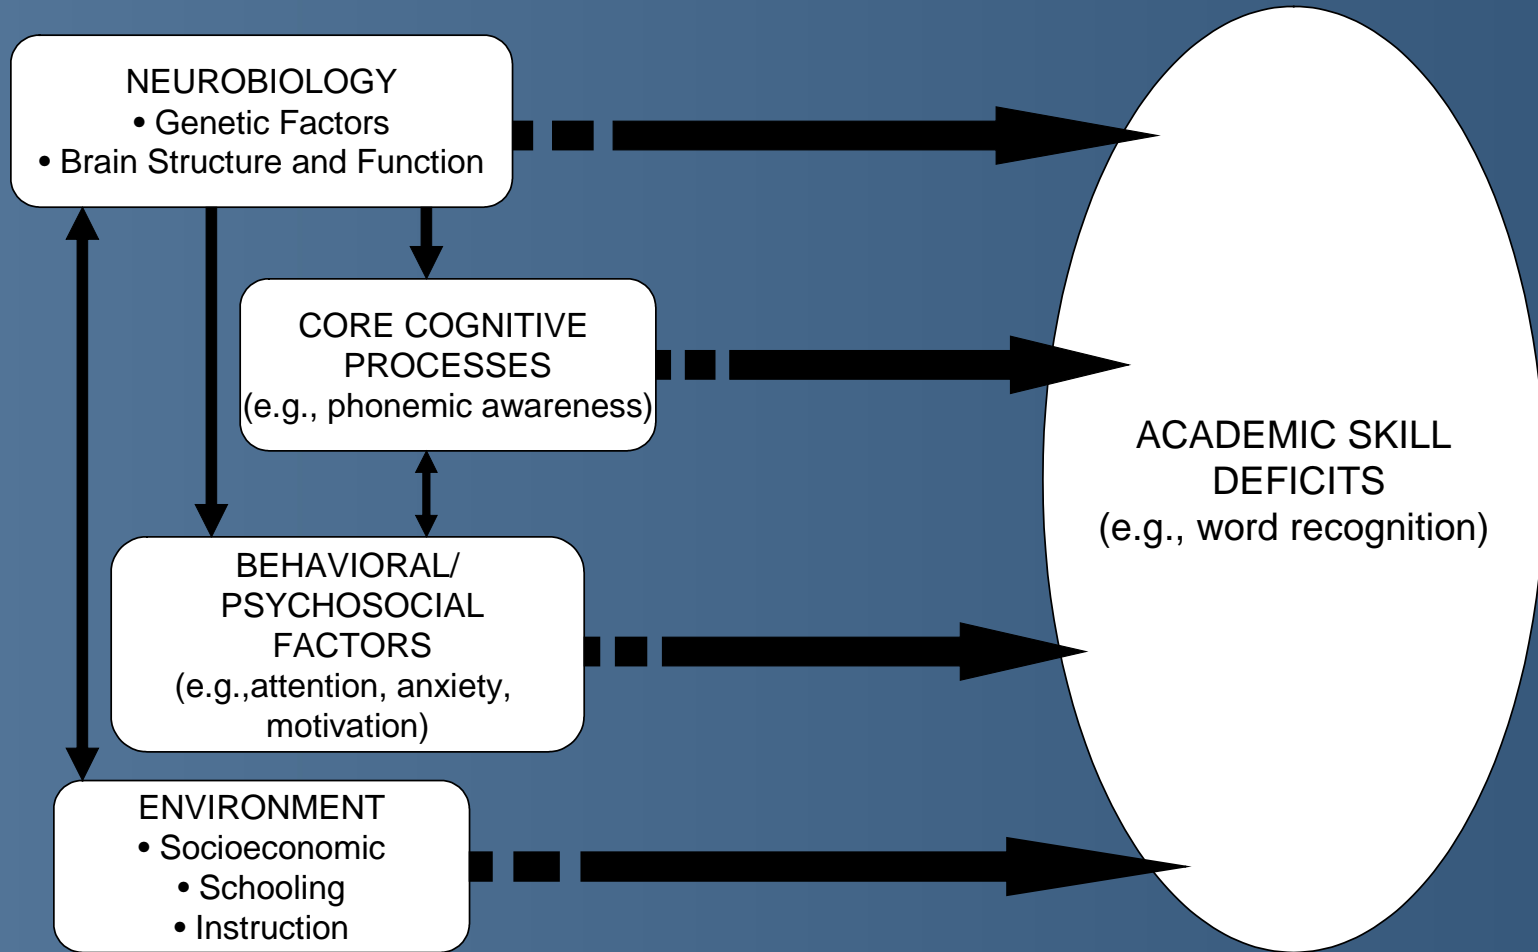 NEUROBIOLOGY
• Genetic Factors
• Brain Structure and Function
CORE COGNITIVE
PROCESSES
(e.g., phonemic awareness)
ACADEMIC SKILL
DEFICITS
(e.g., word recognition)
BEHAVIORAL/
PSYCHOSOCIAL
FACTORS
(e.g.,attention, anxiety,
motivation)
ENVIRONMENT
• Socioeconomic
• Schooling
• Instruction